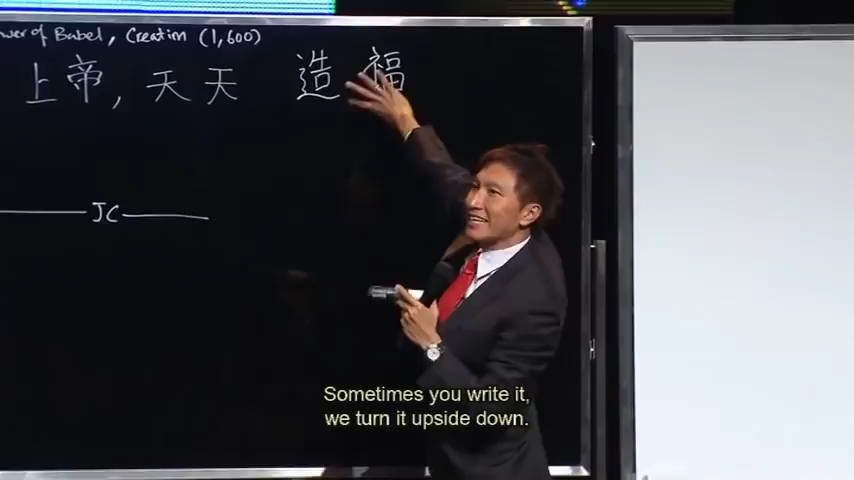 wer of Babel, Creation (1,600)
上帝, 天天 造福
JC
Sometimes you write it,
we turn it upside down.